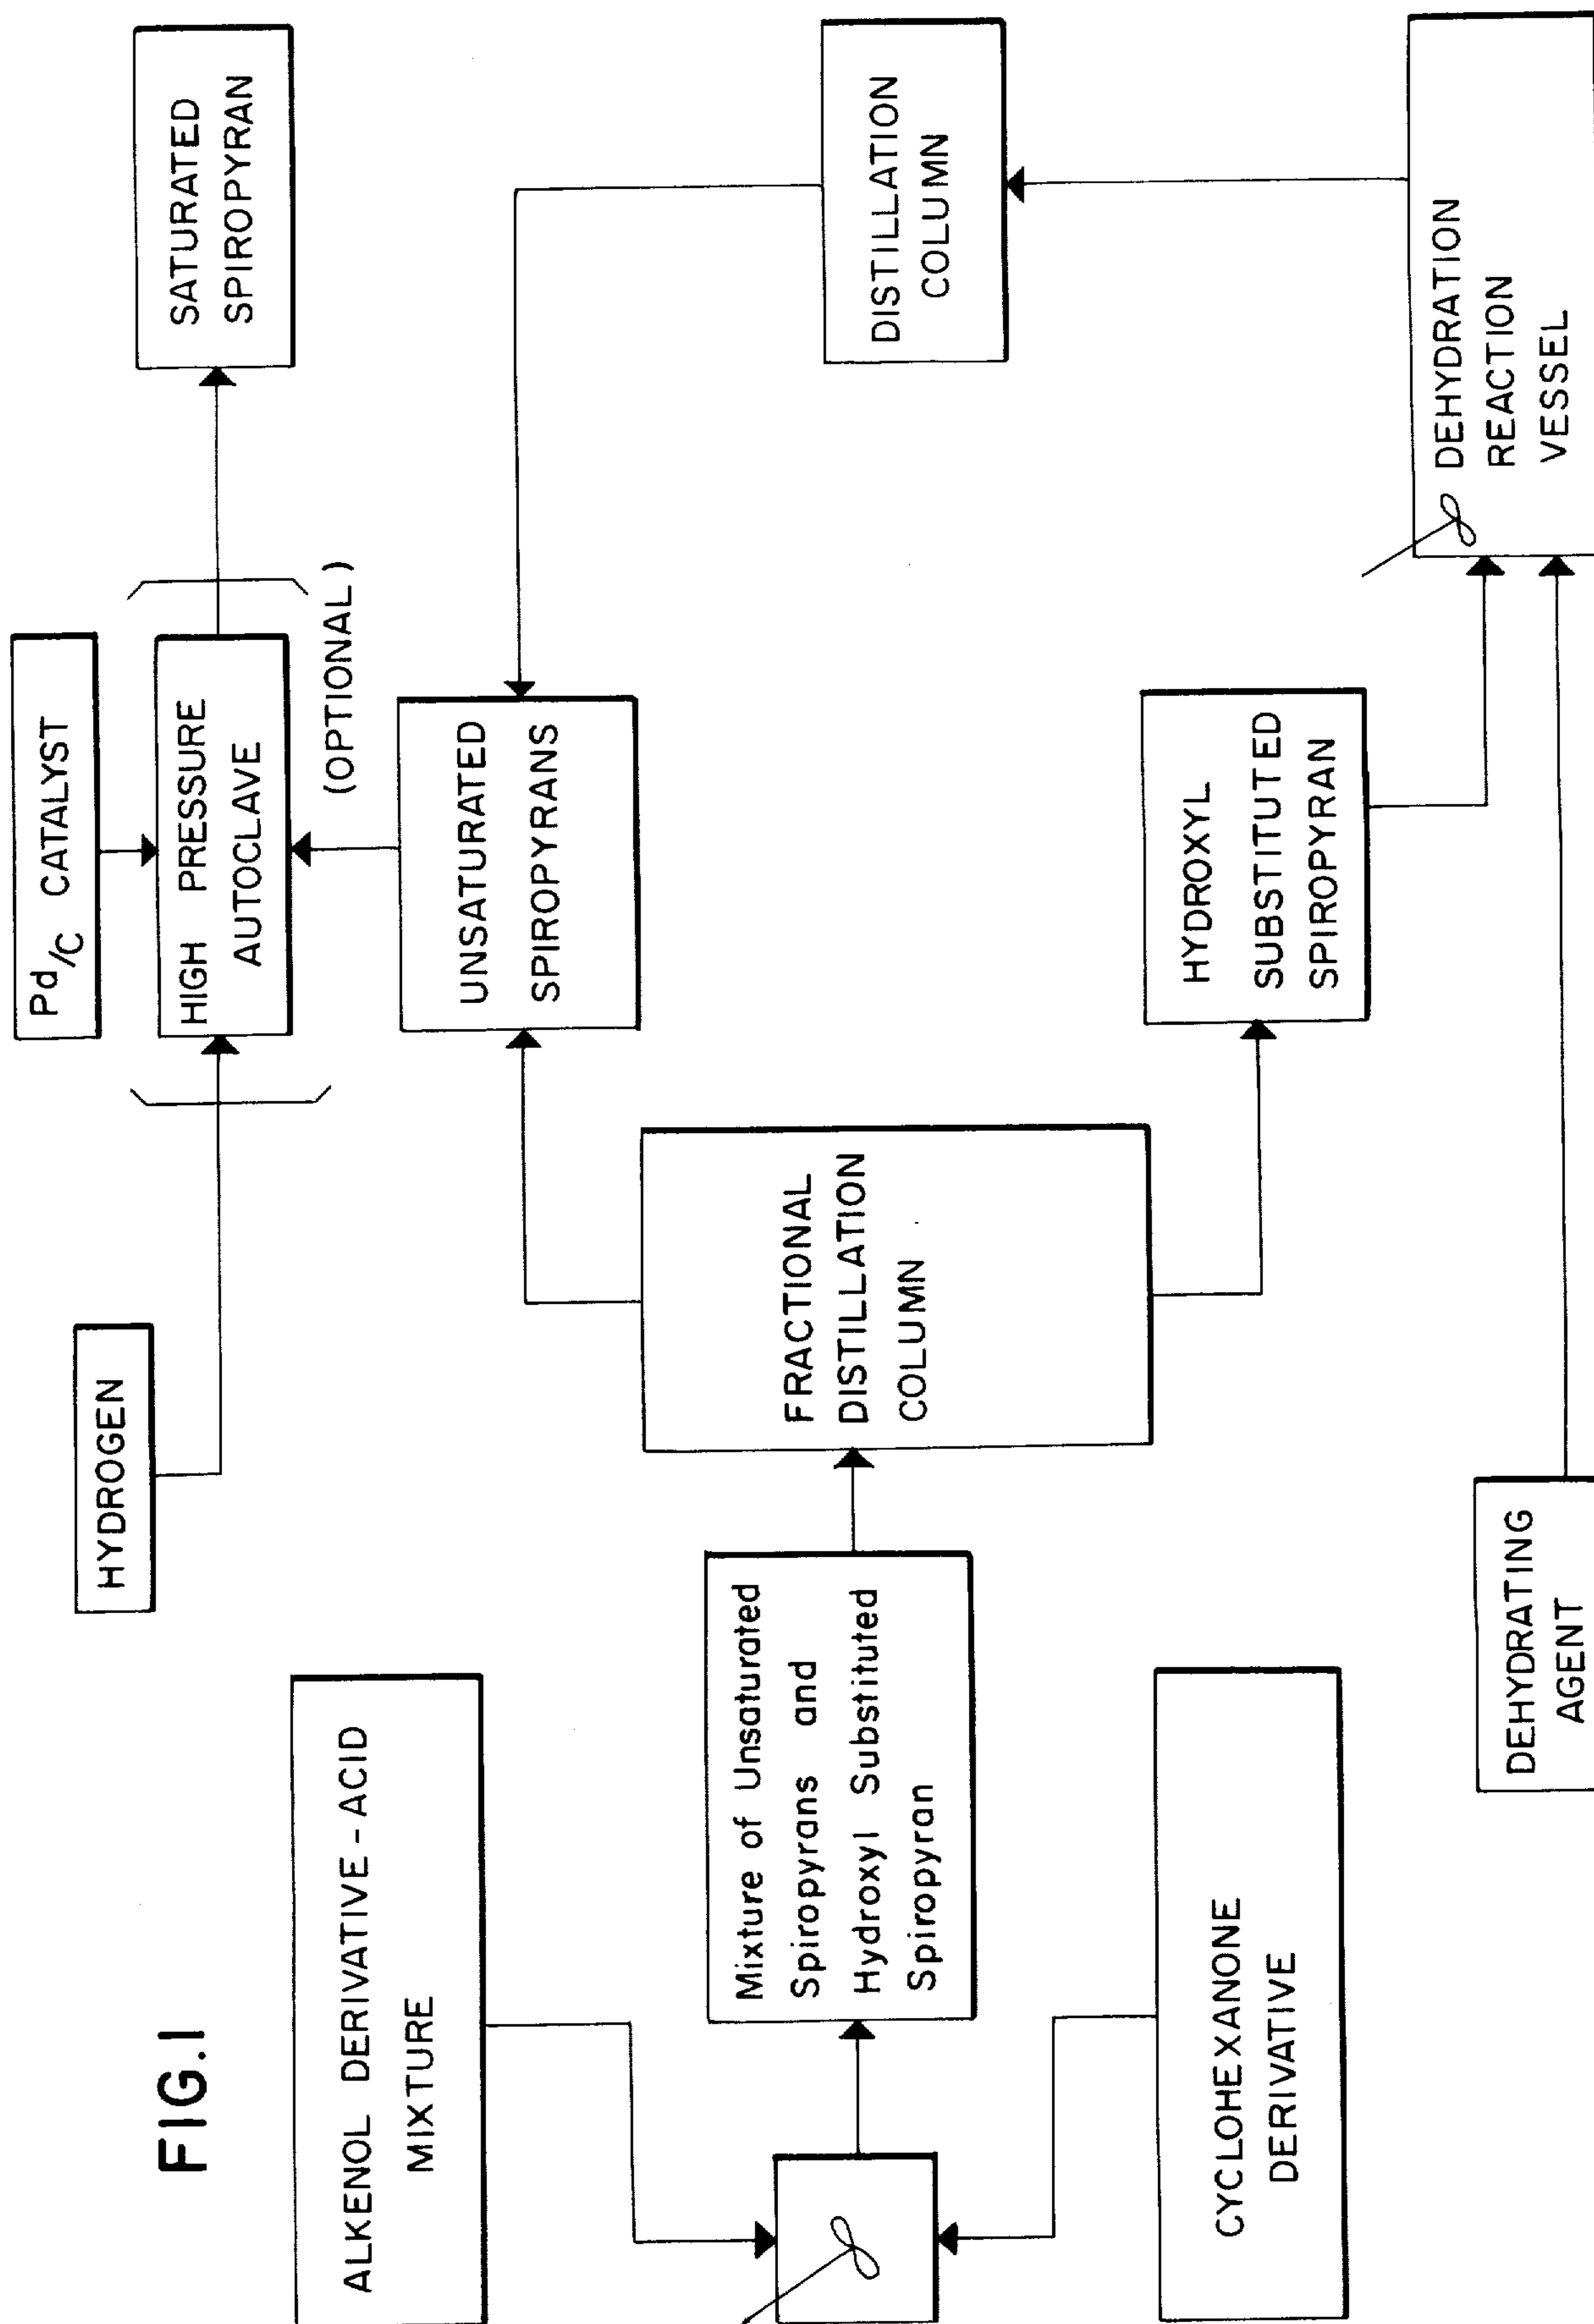 FIG.1
ALKENOL DERIVATIVE-ACID
MIXTURE
CYCLOHEXANONE
DERIVATIVE
Mixture of Unsaturated
Spiropyrans and
Hydroxyl Substituted
Spiropyran
FRACTIONAL
DISTILLATION
COLUMN
HYDROGEN
Pd/C CATALYST
HIGH PRESSURE
AUTOCLAVE
(OPTIONAL)
SATURATED
SPIROPYRAN
UNSATURATED
SPIROPYRANS
HYDROXYL
SUBSTITUTED
SPIROPYRAN
DISTILLATION
COLUMN
DEHYDRATING
AGENT
DEHYDRATION
REACTION
VESSEL